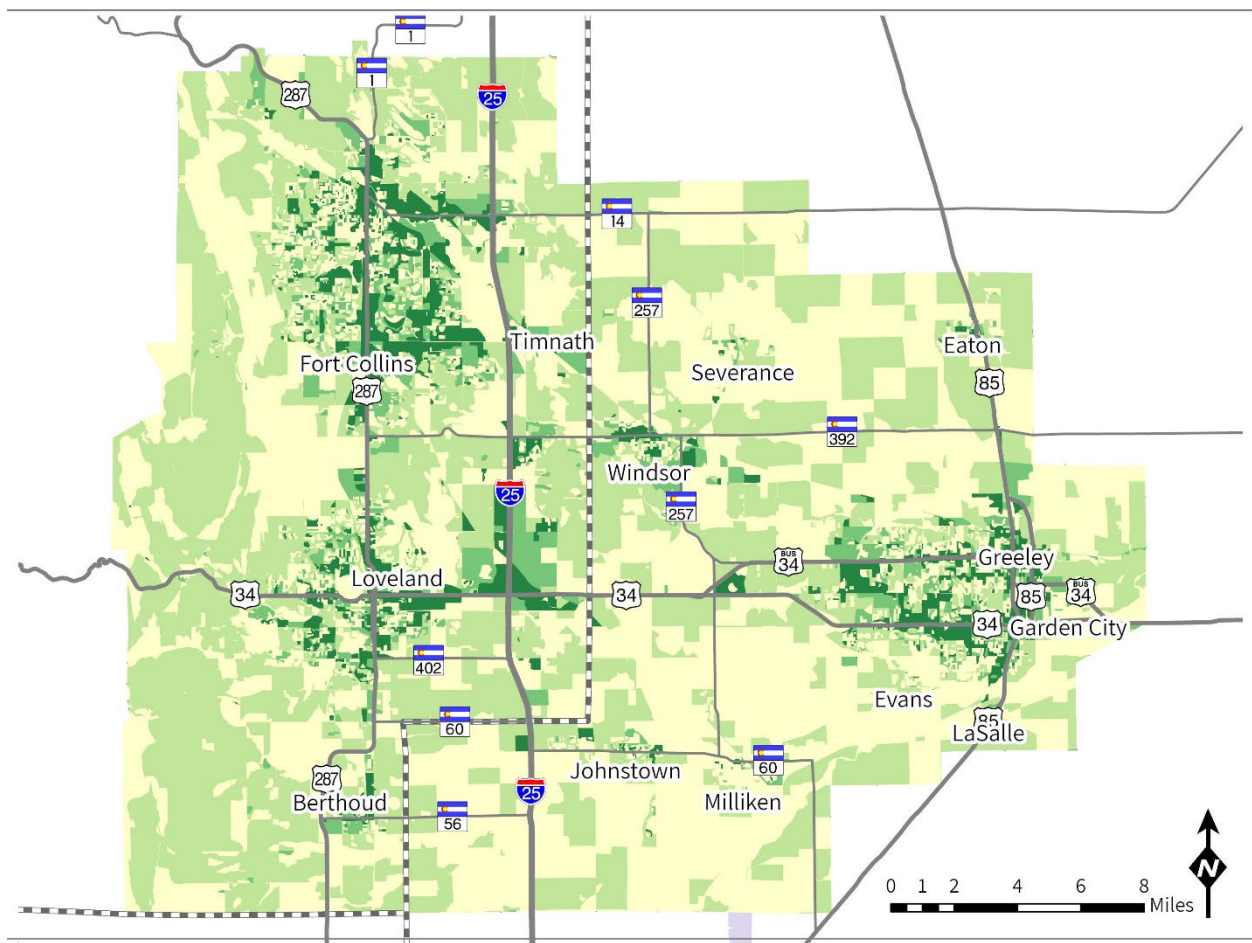 1
1
287
25
14
257
Timnath
Eaton
Fort Collins
Severance
287
85
392
Windsor
25
257
BUS
34
Greeley
Loveland
34
34
85
BUS
34
34
Garden City
402
Evans
60
85
LaSalle
Johnstown
60
287
25
Berthoud
Milliken
56
N
0 1 2 4 6 8
Miles